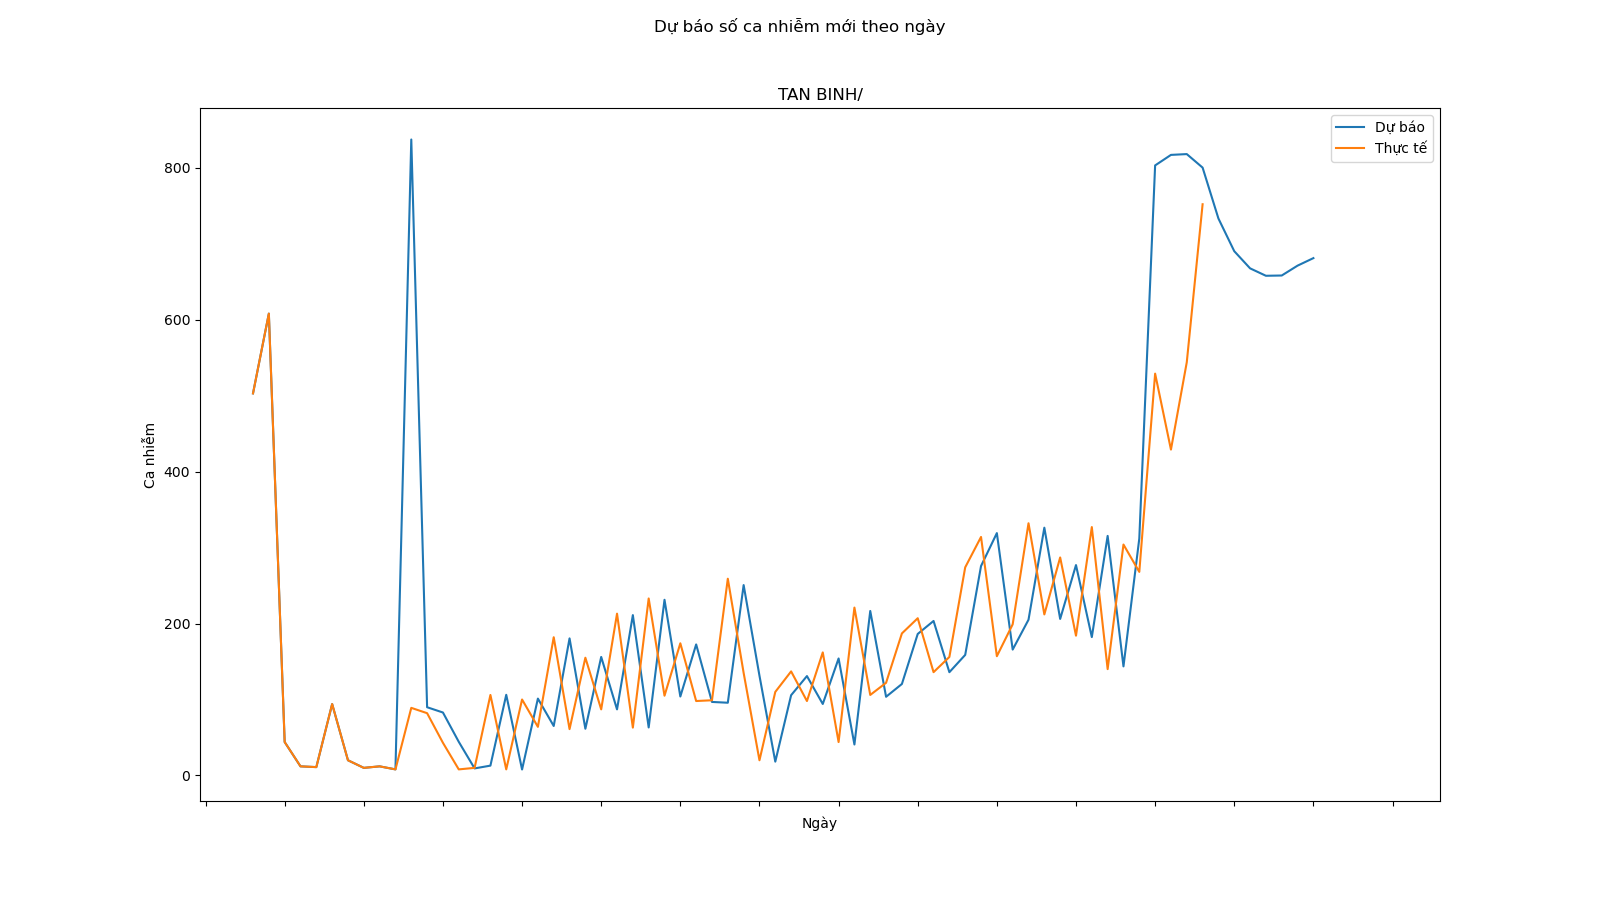 Dự báo số ca nhiễm mới theo ngày
TAN BINH/
Dự báo
Thực tế
800
600
400
200
0
Ca nhiễm
Ngày